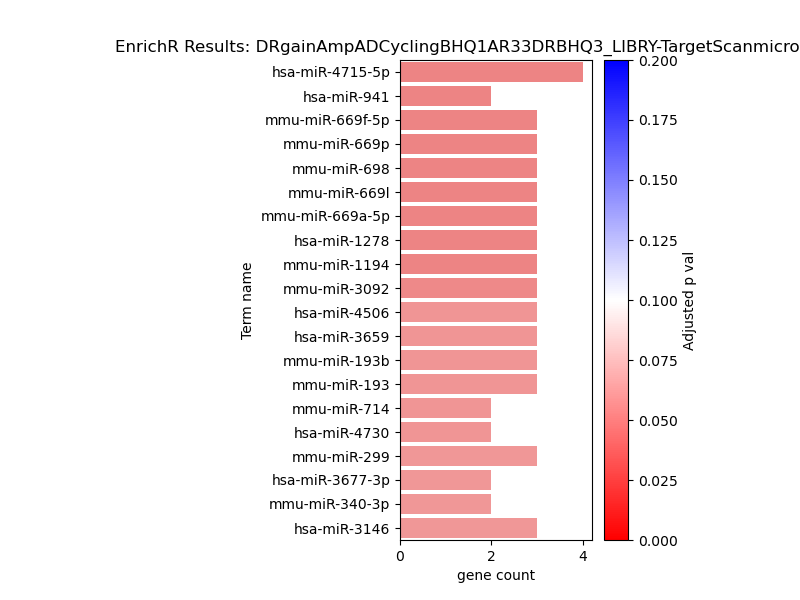 EnrichR Results: DRgainAmpADCyclingBHQ1AR33DRBHQ3_LIBRY-TargetScanmicro
hsa-miR-4715-5p
hsa-miR-941
mmu-miR-669f-5p
mmu-miR-669p
mmu-miR-698
mmu-miR-669l
mmu-miR-669a-5p
hsa-miR-1278
mmu-miR-1194
mmu-miR-3092
hsa-miR-4506
hsa-miR-3659
mmu-miR-193b
mmu-miR-193
mmu-miR-714
hsa-miR-4730
mmu-miR-299
hsa-miR-3677-3p
mmu-miR-340-3p
hsa-miR-3146
Term name
0 2 4
gene count
0.200
0.175
0.150
0.125
0.100
0.075
0.050
0.025
0.000
Adjusted p val